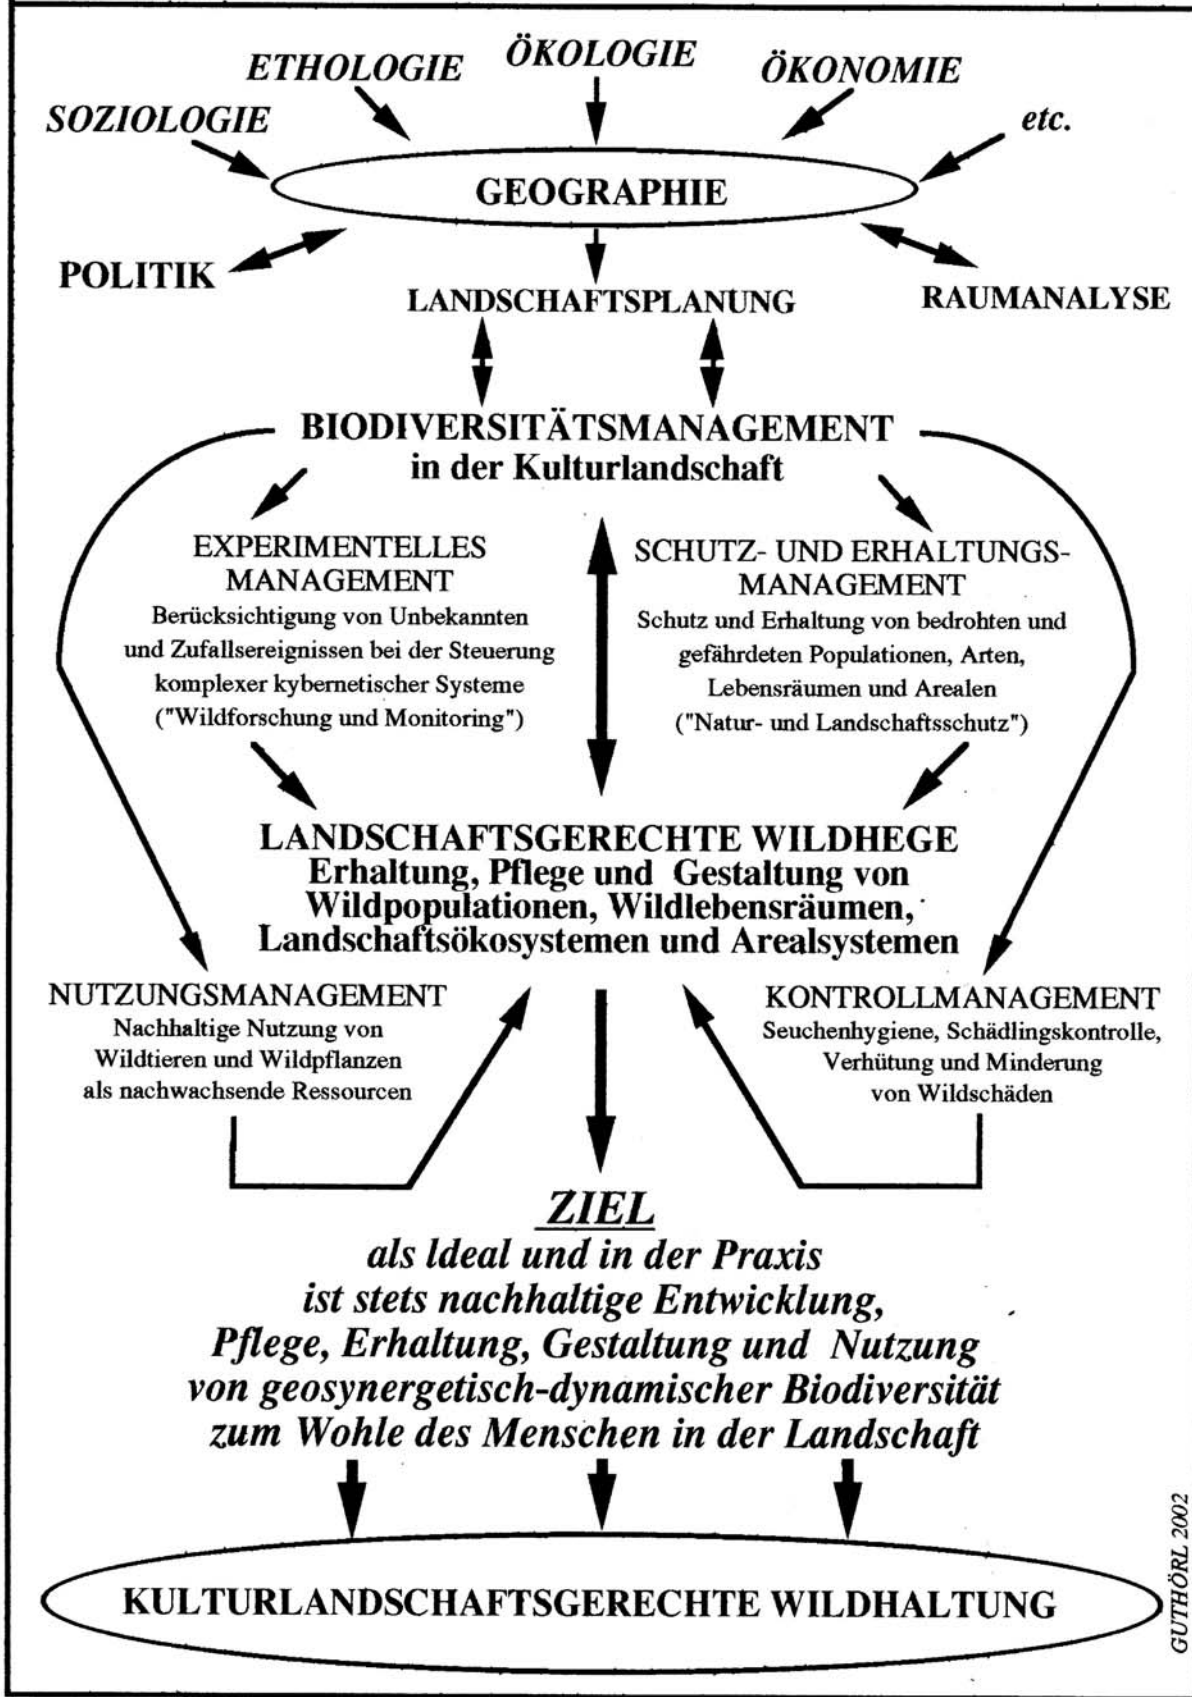 ETHOLOGIE
ÖKOLOGIE
ÖKONOMIE
SOZIOLOGIE
etc.
GEOGRAPHIE
POLITIK
LANDSCHAFTSPLANUNG
RAUMANALYSE
BIODIVERSITÄTSMANAGEMENT
in der Kulturlandschaft
EXPERIMENTELLES
MANAGEMENT
Berücksichtigung von Unbekannten
und Zufallsereignissen bei der Steuerung
komplexer kybernetischer Systeme
("Wildforschung und Monitoring")
SCHUTZ- UND ERHALTUNGS-
MANAGEMENT
Schutz und Erhaltung von bedrohten und
gefährdeten Populationen, Arten,
Lebensräumen und Arealen
("Natur- und Landschaftsschutz")
LANDSCHAFTSGERECHTE WILDHEGE
Erhaltung, Pflege und Gestaltung von
Wildpopulationen, Wildlebensräumen,
Landschaftsökosystemen und Arealsystemen
NUTZUNGSMANAGEMENT
Nachhaltige Nutzung von
Wildtieren und Wildpflanzen
als nachwachsende Ressourcen
KONTROLLMANAGEMENT
Seuchenhygiene, Schädlingskontrolle,
Verhütung und Minderung
von Wildschäden
ZIEL
als Ideal und in der Praxis
ist stets nachhaltige Entwicklung,
Pflege, Erhaltung, Gestaltung und Nutzung
von geosynergetisch-dynamischer Biodiversität
zum Wohle des Menschen in der Landschaft
KULTURLANDSCHAFTSGERECHTE WILDHALTUNG
GUTHÖRL 2002